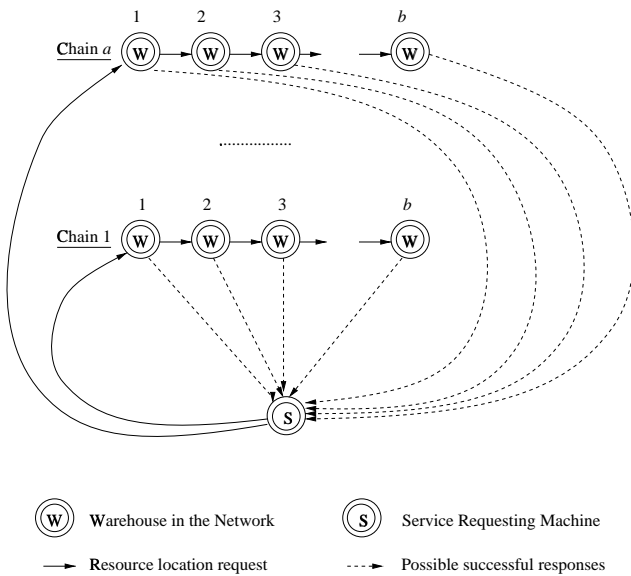 1 2 3 b
Chain a W W W W
1 2 3 b
Chain 1 W W W W
S
W Warehouse in the Network
S Service Requesting Machine
Resource location request
Possible successful responses